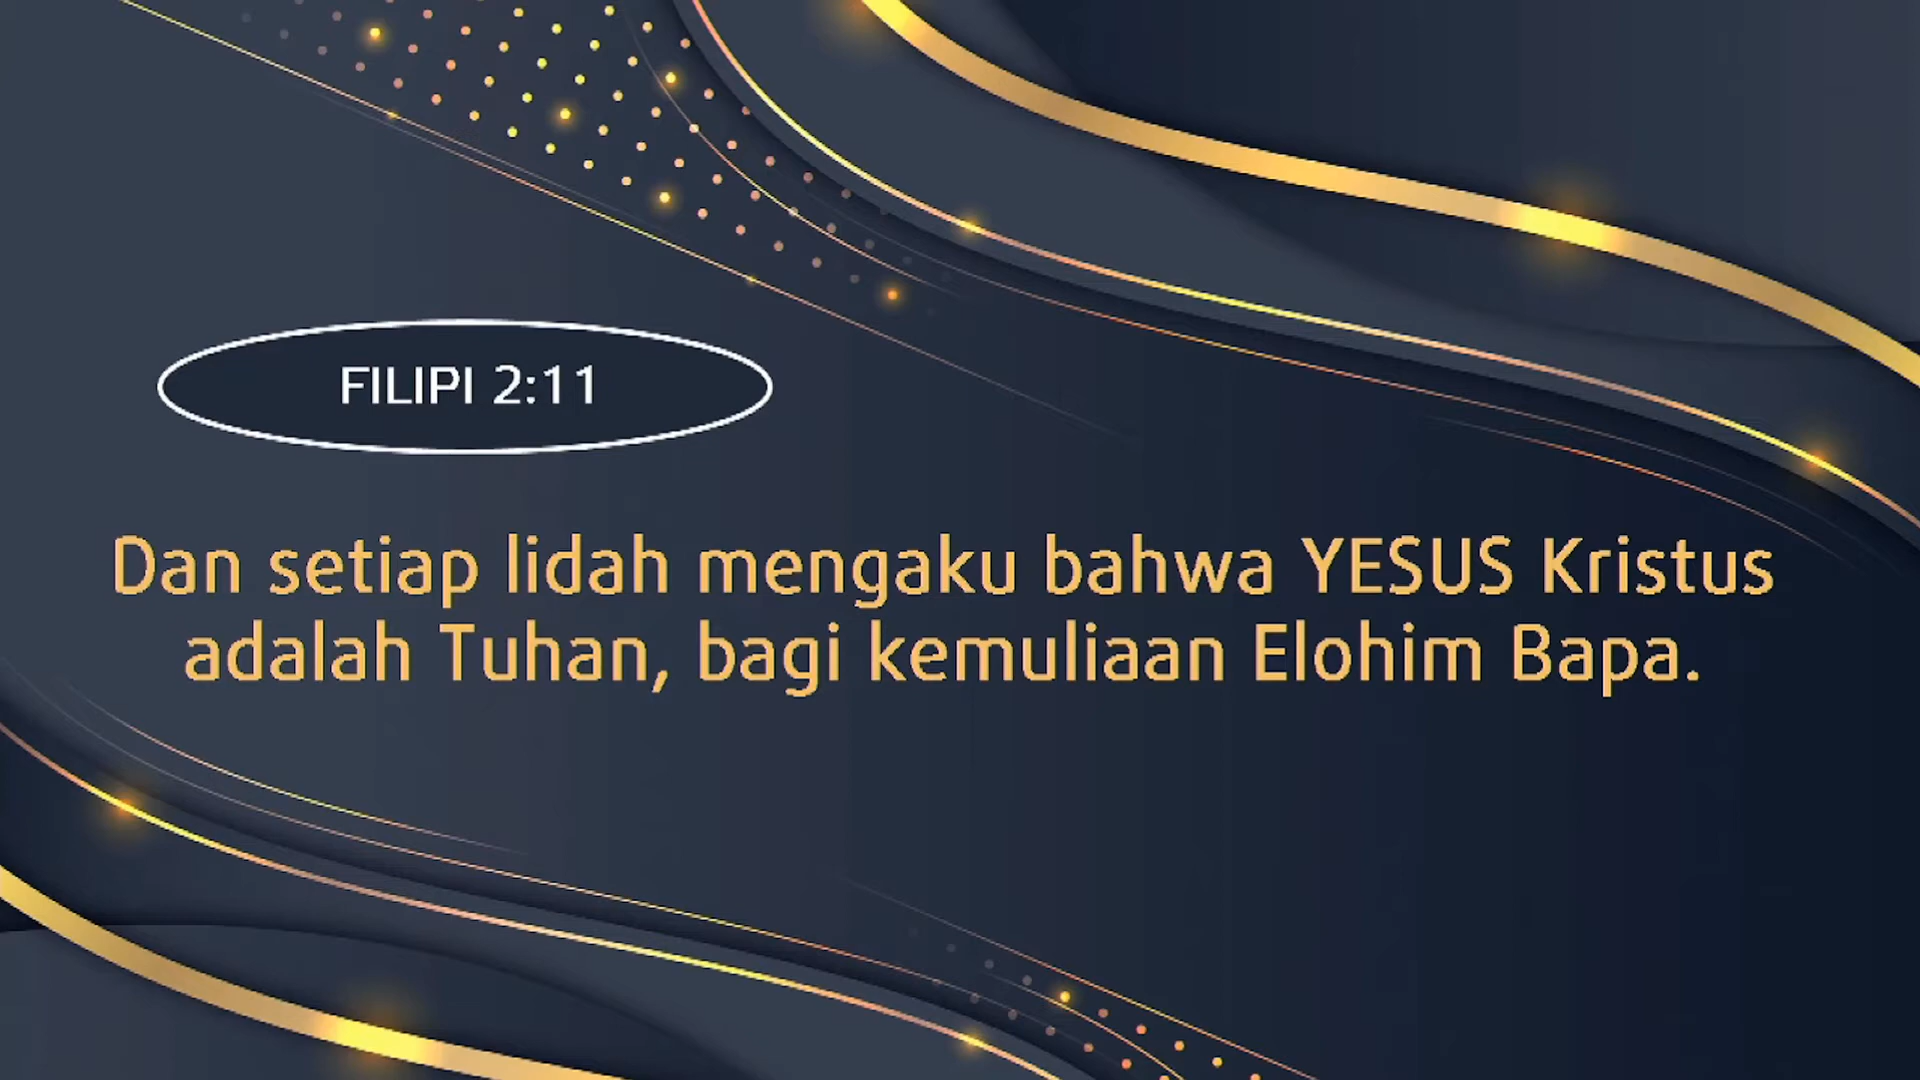 FILIPI 2:11
Dan setiap lidah mengaku bahwa YESUS Kristus
adalah Tuhan, bagi kemuliaan Elohim Bapa.